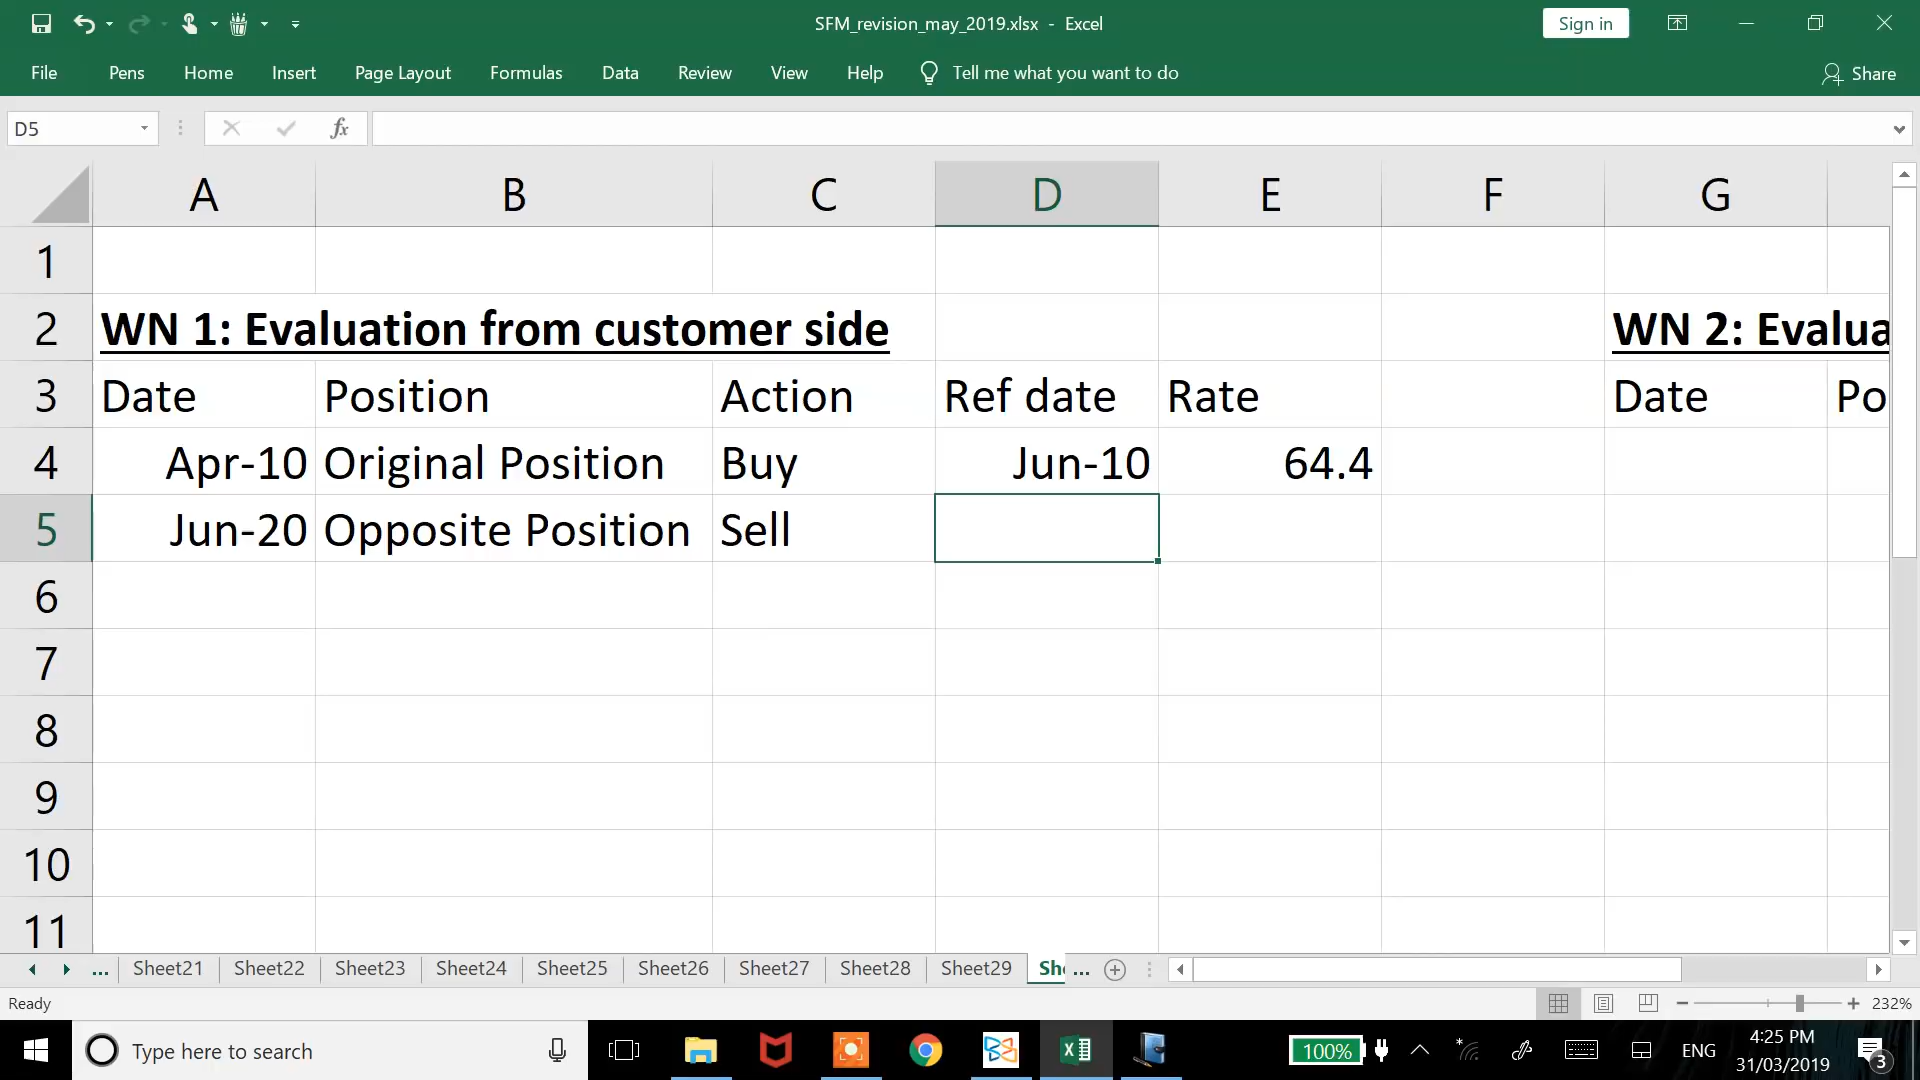 SFM_revision_may_2019.xlsx - Excel
Sign in
File Pens Home Insert Page Layout Formulas Data Review View Help Tell me what you want to do Share
D5 fx
A B C D E F G
1
2 WN 1: Evaluation from customer side WN 2: Evalua
3 Date Position Action Ref date Rate Date Po
4 Apr-10 Original Position Buy Jun-10 64.4
5 Jun-20 Opposite Position Sell
6
7
8
9
10
11
... Sheet21 Sheet22 Sheet23 Sheet24 Sheet25 Sheet26 Sheet27 Sheet28 Sheet29 Sh ...
Ready 232%
Type here to search 100% ENG 4:25 PM 3
31/03/2019